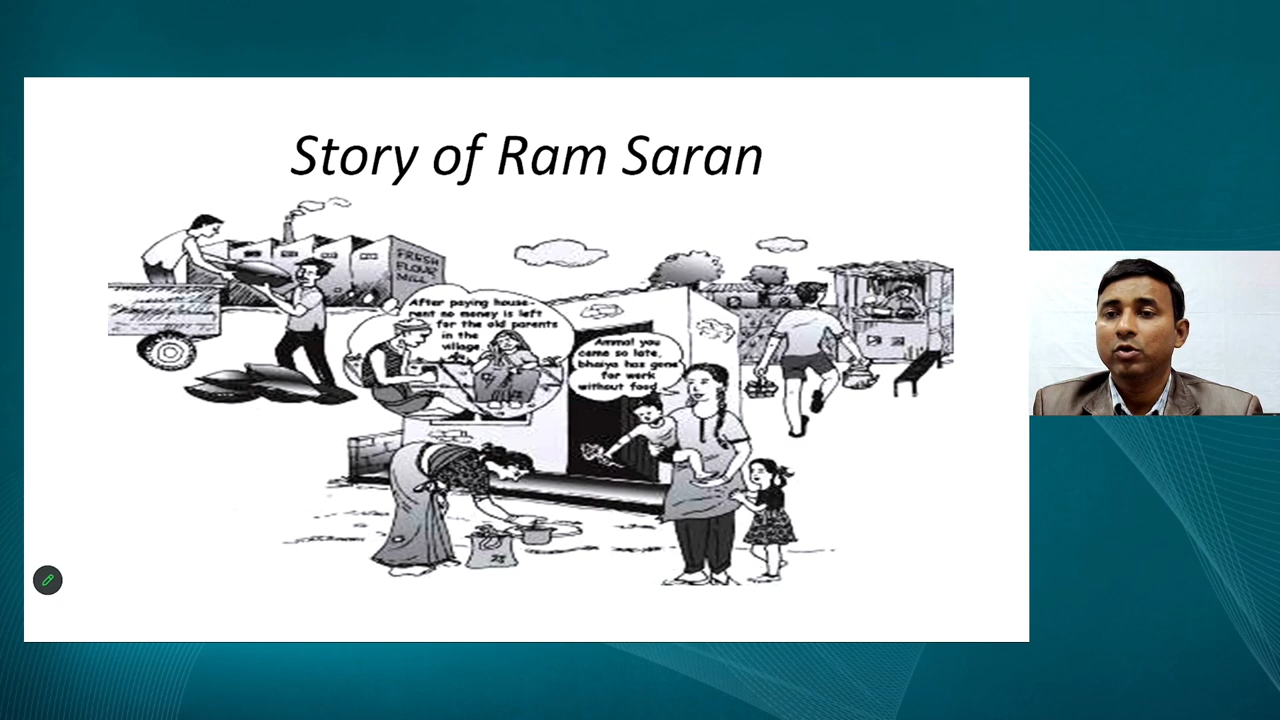 Story of Ram Saran
FRESH
FLOUR
MILL
After paying house-
rent no money is left
for the old parents
in the
village
Amma! you
came so late,
bhaiya has gone
for work
without food